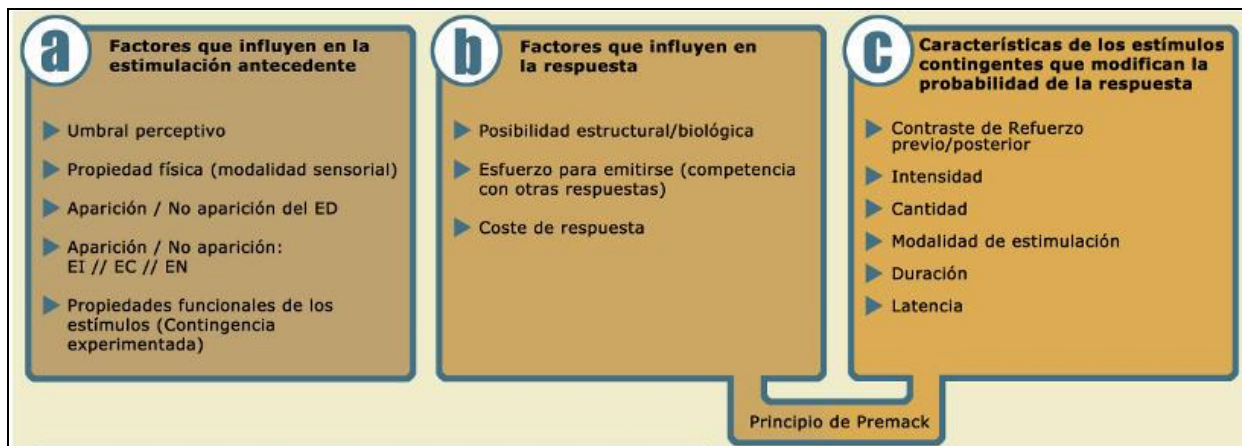 a
Factores que influyen en la
estimulación antecedente
Umbral perceptivo
Propiedad física (modalidad sensorial)
Aparición / No aparición del ED
Aparición / No aparición:
EI // EC // EN
Propiedades funcionales de los
estímulos (Contingencia
experimentada)
b
Factores que influyen en
la respuesta
Posibilidad estructural/biológica
Esfuerzo para emitirse (competencia
con otras respuestas)
Coste de respuesta
c
Características de los estímulos
contingentes que modifican la
probabilidad de la respuesta
Contraste de Refuerzo
previo/posterior
Intensidad
Cantidad
Modalidad de estimulación
Duración
Latencia
Principio de Premack